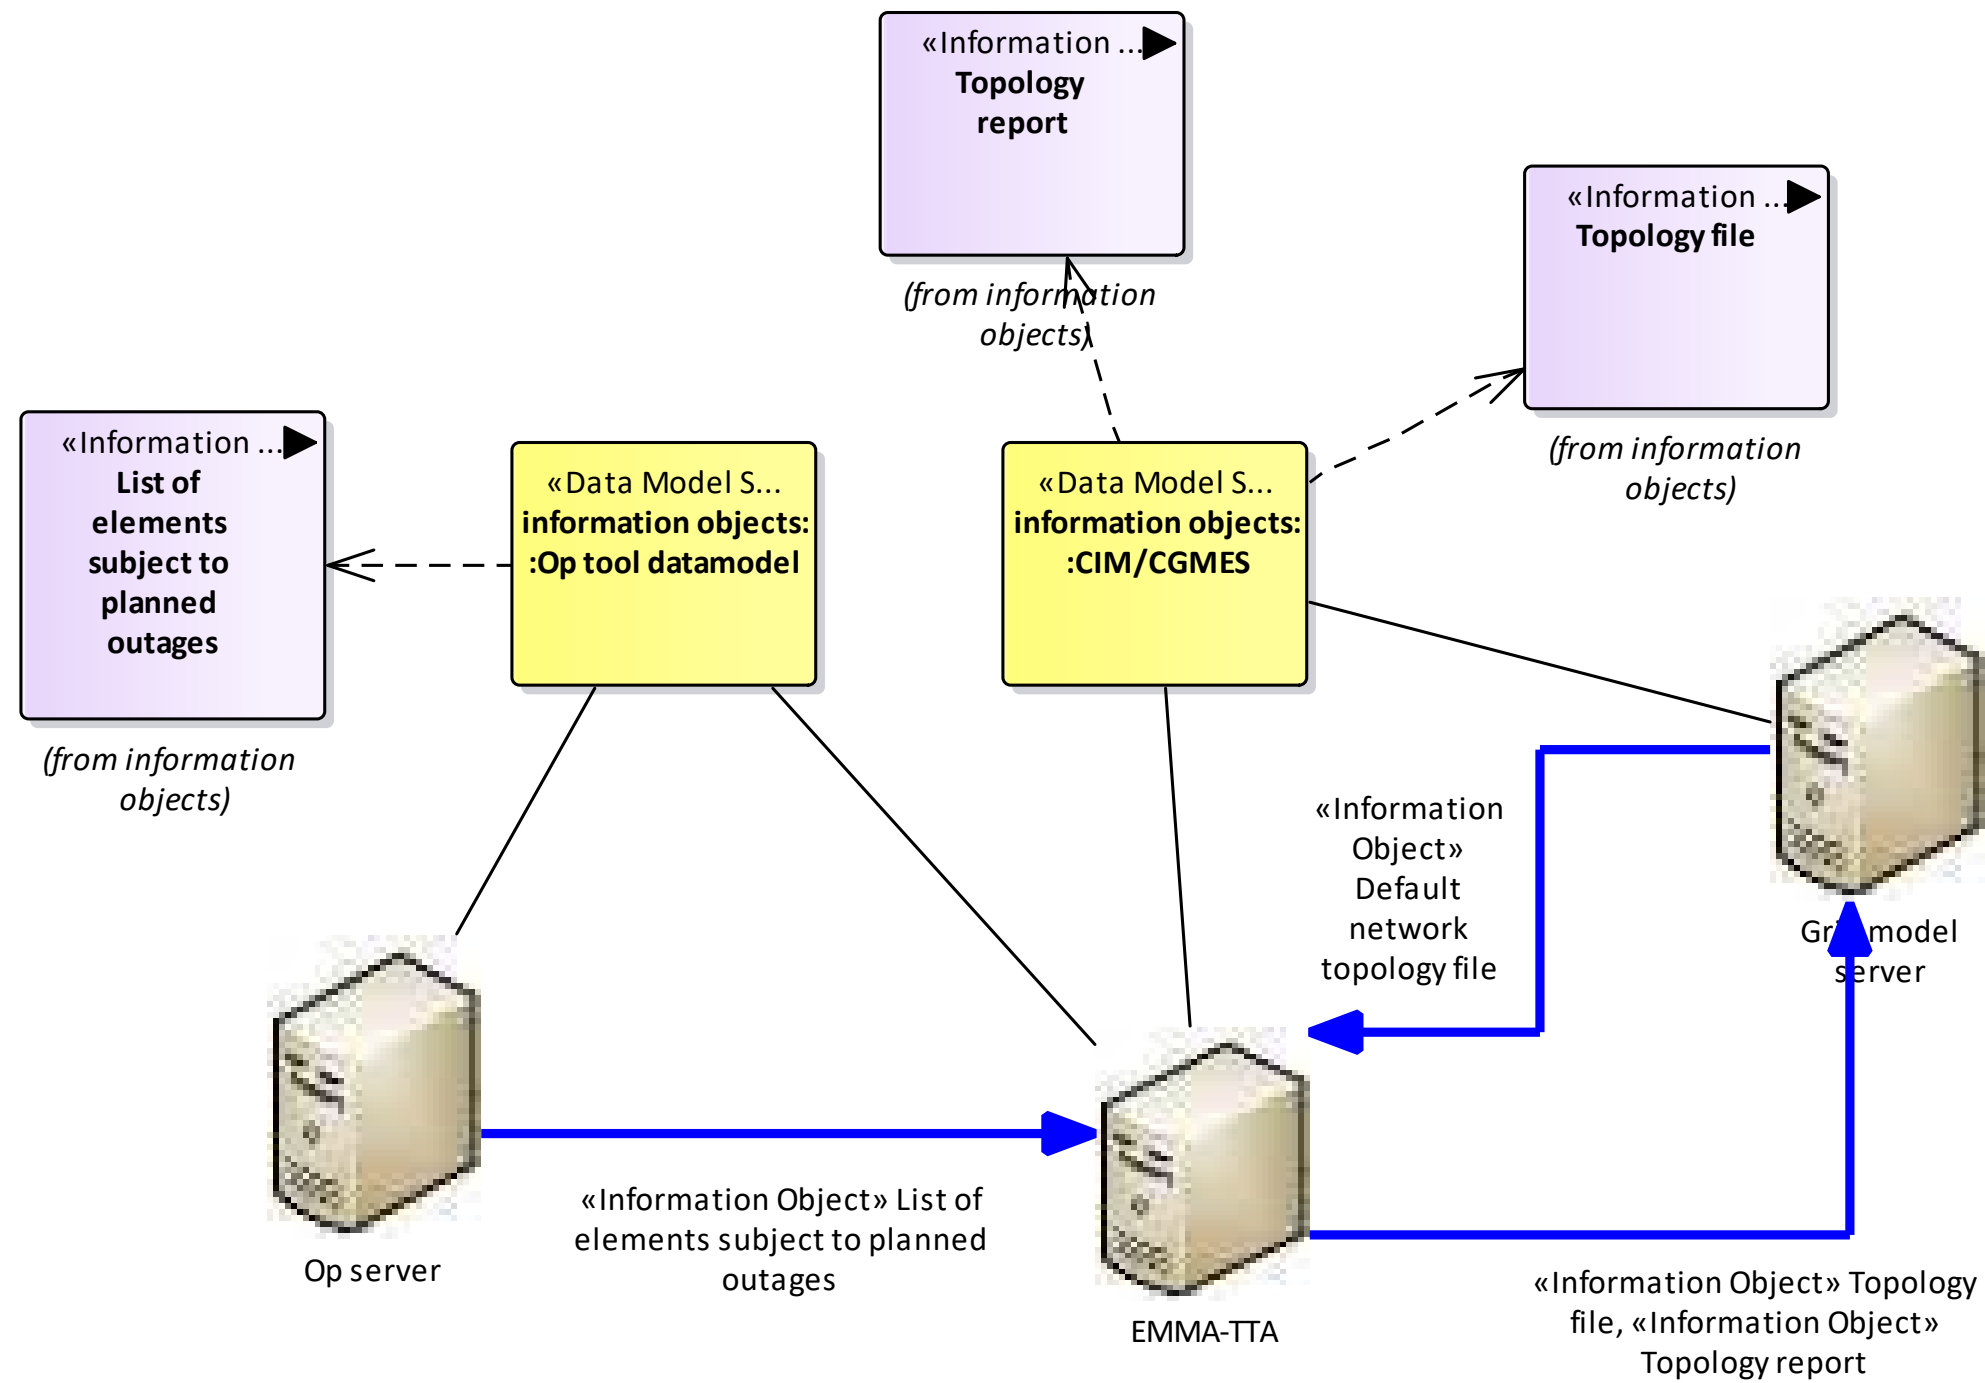 «Information ...
Topology
report
(from information
objects)
«Information ...
Topology file
(from information
objects)
«Information ...
List of
elements
subject to
planned
outages
(from information
objects)
«Data Model S...
information objects:
:Op tool datamodel
«Data Model S...
information objects:
:CIM/CGMES
«Information
Object»
Default
network
topology file
Grid model
server
«Information Object» List of
elements subject to planned
outages
Op server
EMMA-TTA
«Information Object» Topology
file, «Information Object»
Topology report